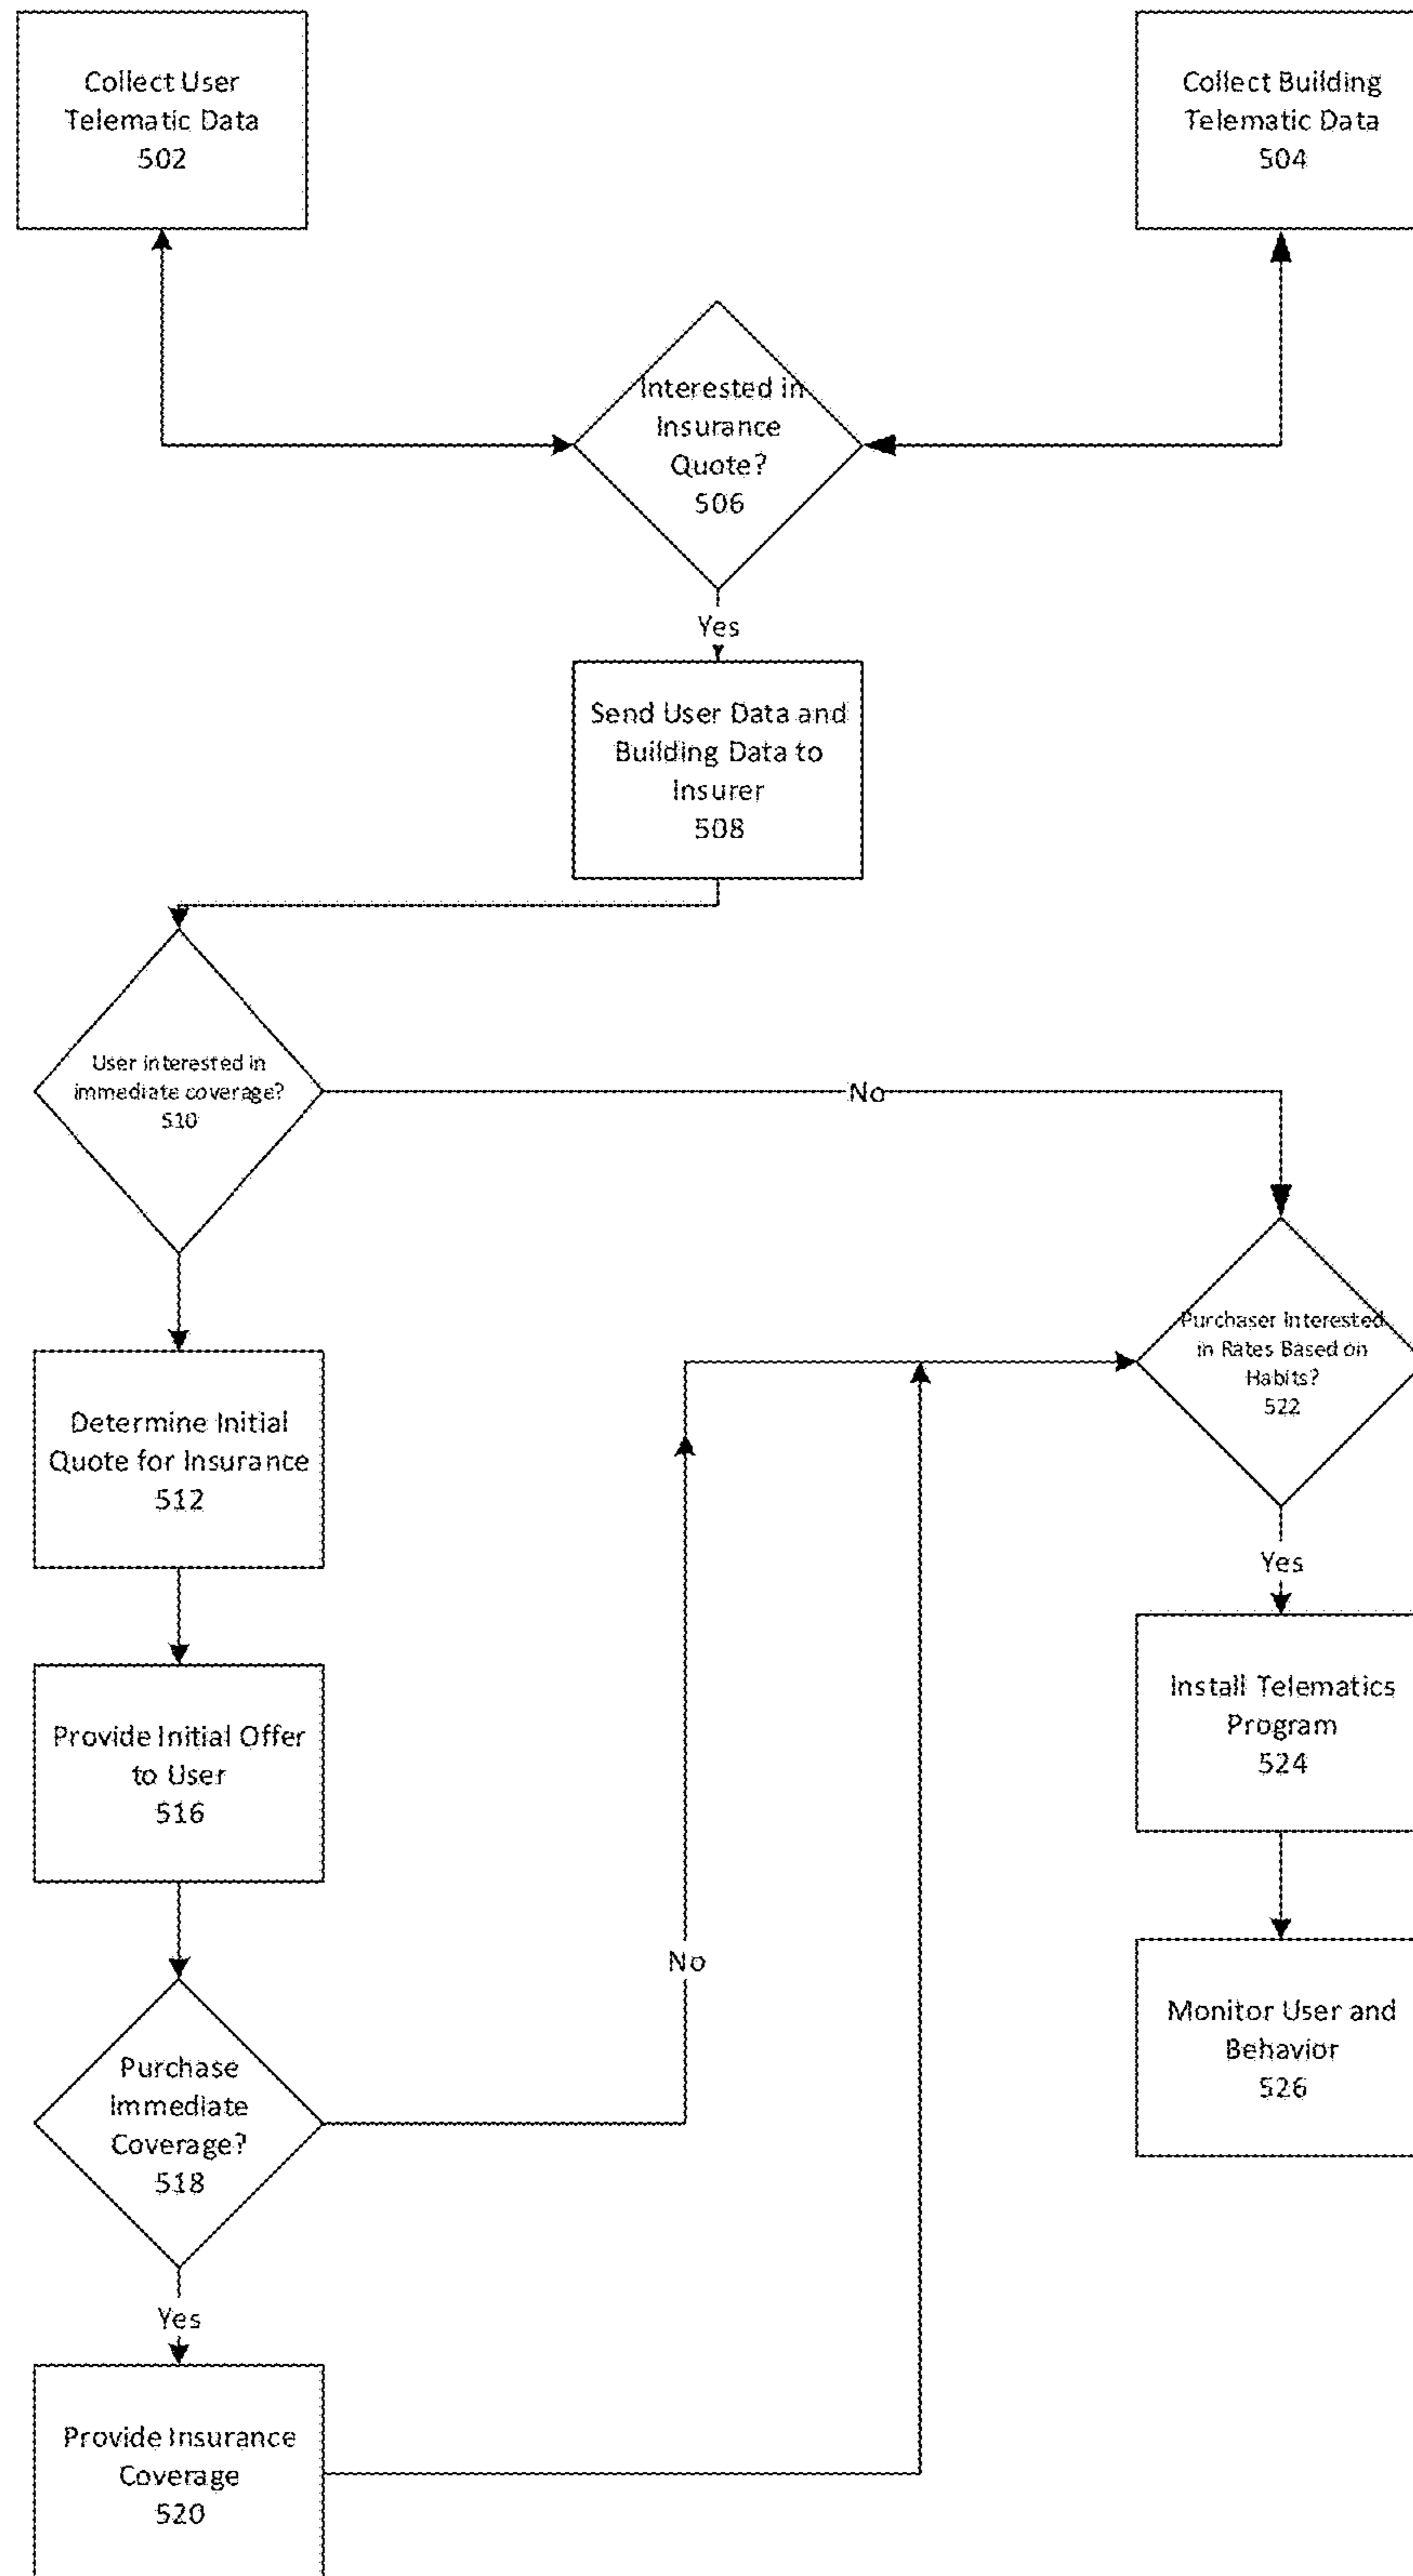 Collect User
Telematic Data
502
Collect Building
Telematic Data
504
Interested in
Insurance
Quote?
506
Yes
Send User Data and
Building Data to
Insurer
508
User interested in
immediate coverage?
510
No
Determine Initial
Quote for Insurance
512
Purchaser Interested
in Rates Based on
Habits?
522
Yes
Provide Initial Offer
to User
516
Install Telematics
Program
524
No
Purchase
Immediate
Coverage?
518
Monitor User and
Behavior
526
Yes
Provide Insurance
Coverage
520